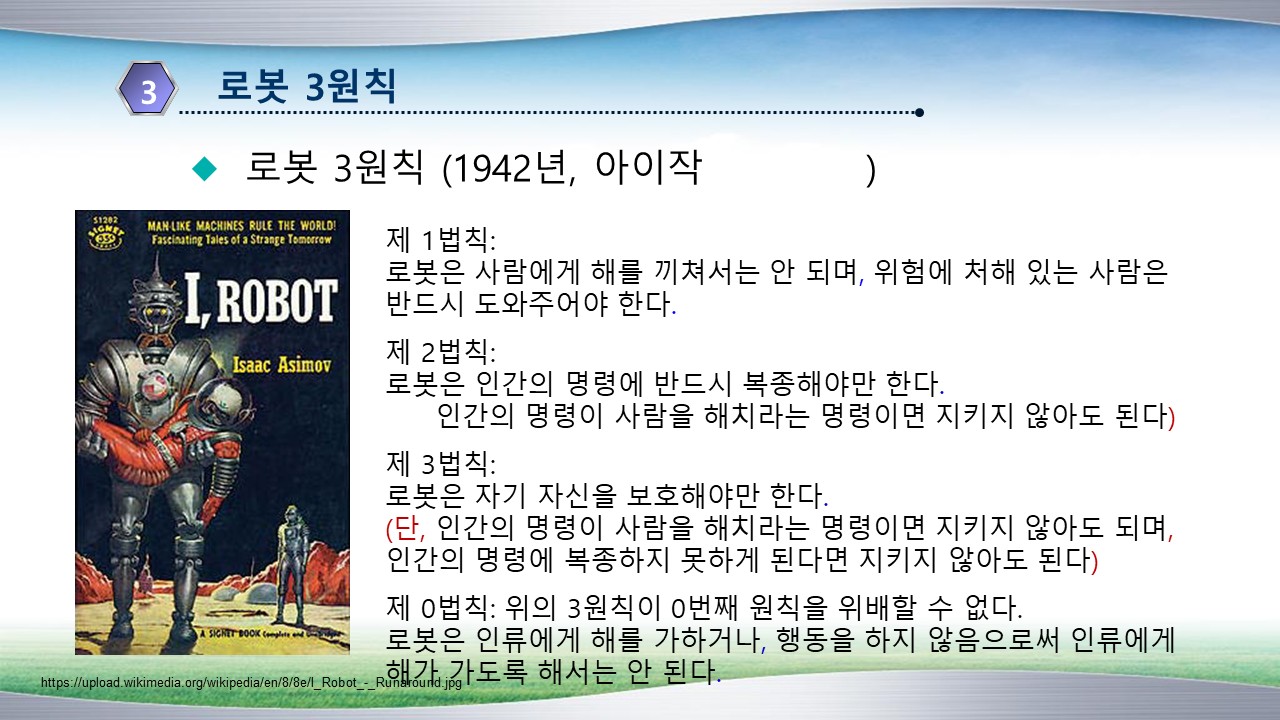 3 로봇 3원칙
로봇 3원칙 (1942년, 아이작 )
51282
SIGNET
MAN-LIKE MACHINES RULE THE WORLD!
Fascinating Tales of a Strange Tomorrow
I, ROBOT
Isaac Asimov
A SIGNET BOOK Complete and Unabridged
제 1법칙:
로봇은 사람에게 해를 끼쳐서는 안 되며, 위험에 처해 있는 사람은
반드시 도와주어야 한다.
제 2법칙:
로봇은 인간의 명령에 반드시 복종해야만 한다.
인간의 명령이 사람을 해치라는 명령이면 지키지 않아도 된다)
제 3법칙:
로봇은 자기 자신을 보호해야만 한다.
(단, 인간의 명령이 사람을 해치라는 명령이면 지키지 않아도 되며,
인간의 명령에 복종하지 못하게 된다면 지키지 않아도 된다)
제 0법칙: 위의 3원칙이 0번째 원칙을 위배할 수 없다.
로봇은 인류에게 해를 가하거나, 행동을 하지 않음으로써 인류에게
해가 가도록 해서는 안 된다.
https://upload.wikimedia.org/wikipedia/en/8/8e/I_Robot_-_Runaround.jpg